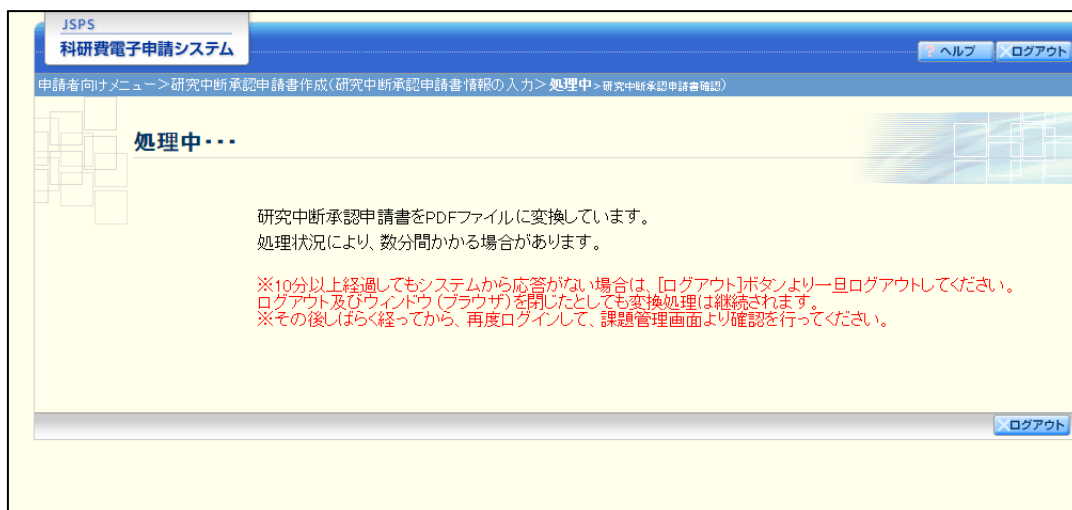 JSPS
科研費電子申請システム
? ヘルプ ×ログアウト
申請者向けメニュー>研究中断承認申請書作成(研究中断承認申請書情報の入力>処理中>研究中断承認申請書確認)
処理中・・・
研究中断承認申請書をPDFファイルに変換しています。
処理状況により、数分間かかる場合があります。
※10分以上経過してもシステムから応答がない場合は、[ログアウト]ボタンより一旦ログアウトしてください。
ログアウト及びウィンドウ(ブラウザ)を閉じたとしても変換処理は継続されます。
※その後しばらく経ってから、再度ログインして、課題管理画面より確認を行ってください。
×ログアウト